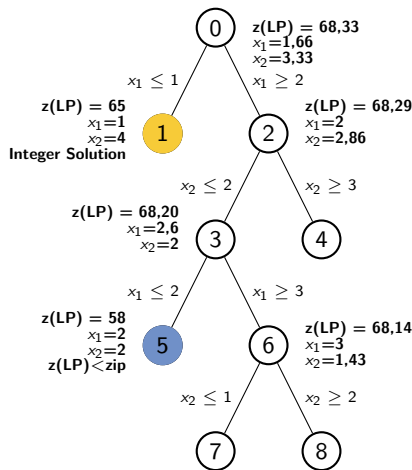 0
z(LP) = 68,33
x₁=1,66
x₂=3,33
x₁ ≤ 1
x₁ ≥ 2
z(LP) = 65
x₁=1
x₂=4
Integer Solution
1
2
z(LP) = 68,29
x₁=2
x₂=2,86
x₂ ≤ 2
x₂ ≥ 3
z(LP) = 68,20
x₁=2,6
x₂=2
3
4
x₁ ≤ 2
x₁ ≥ 3
z(LP) = 58
x₁=2
x₂=2
z(LP)<zip
5
6
z(LP) = 68,14
x₁=3
x₂=1,43
x₂ ≤ 1
x₂ ≥ 2
7
8